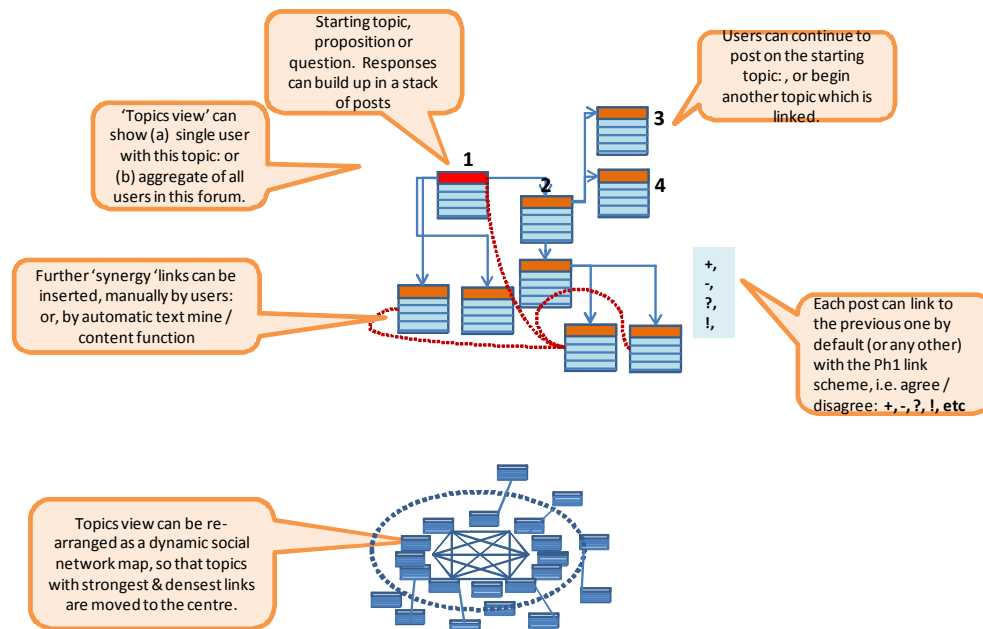 Starting topic,
proposition or
question.  Responses
can build up in a stack
of posts
Users can continue to
post on the starting
topic: , or begin
another topic which is
linked.
‘Topics view’ can
show (a)  single user
with this topic: or
(b) aggregate of all
users in this forum.
1
2
3
4
Further ‘synergy ‘links can be
inserted, manually by users:
or, by automatic text mine /
content function
+,
-,
?,
!,
Each post can link to
the previous one by
default (or any other)
with the Ph1 link
scheme, i.e. agree /
disagree:  +, -, ?, !, etc
Topics view can be re-
arranged as a dynamic social
network map, so that topics
with strongest & densest links
are moved to the centre.